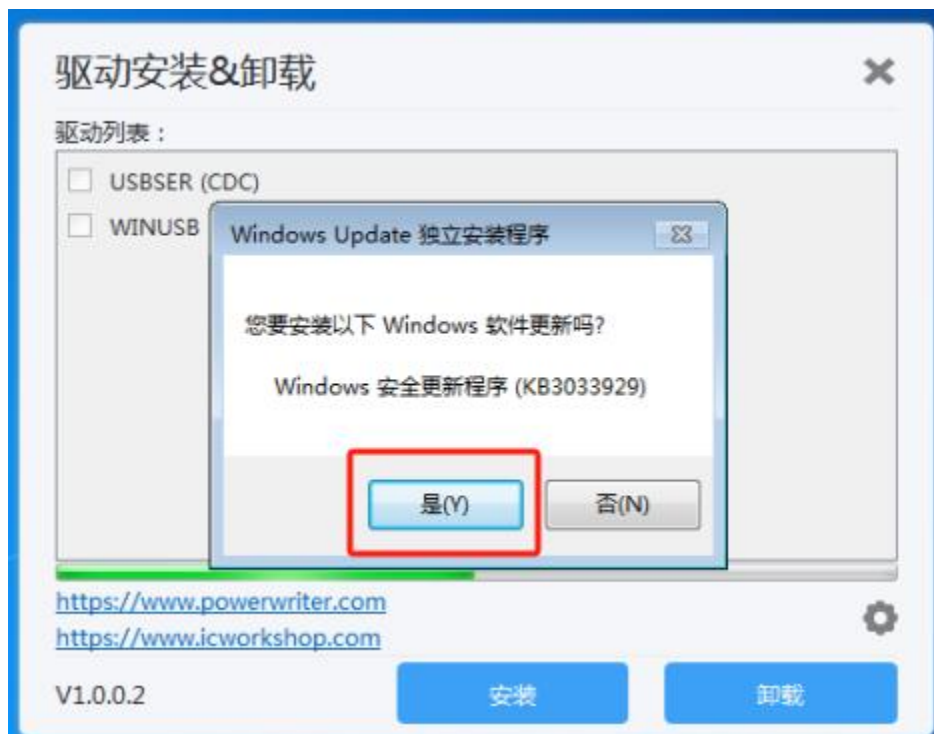 驱动安装&卸载
驱动列表：
USBSER (CDC)
WINUSB
Windows Update 独立安装程序
您要安装以下 Windows 软件更新吗?
Windows 安全更新程序 (KB3033929)
是(Y) 否(N)
https://www.powerwriter.com
https://www.icworkshop.com
V1.0.0.2 安装 卸载